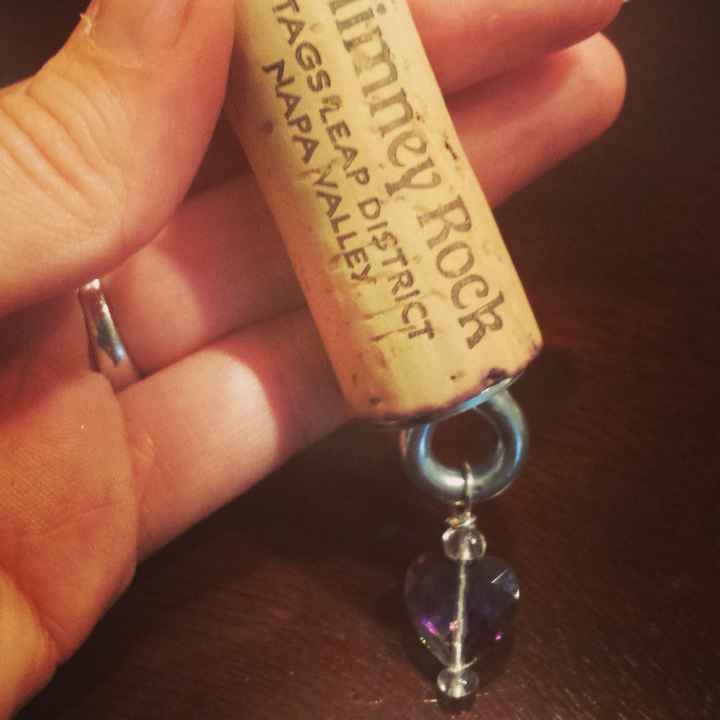 himney Rock
TAGS LEAP DISTRICT
NAPA VALLEY